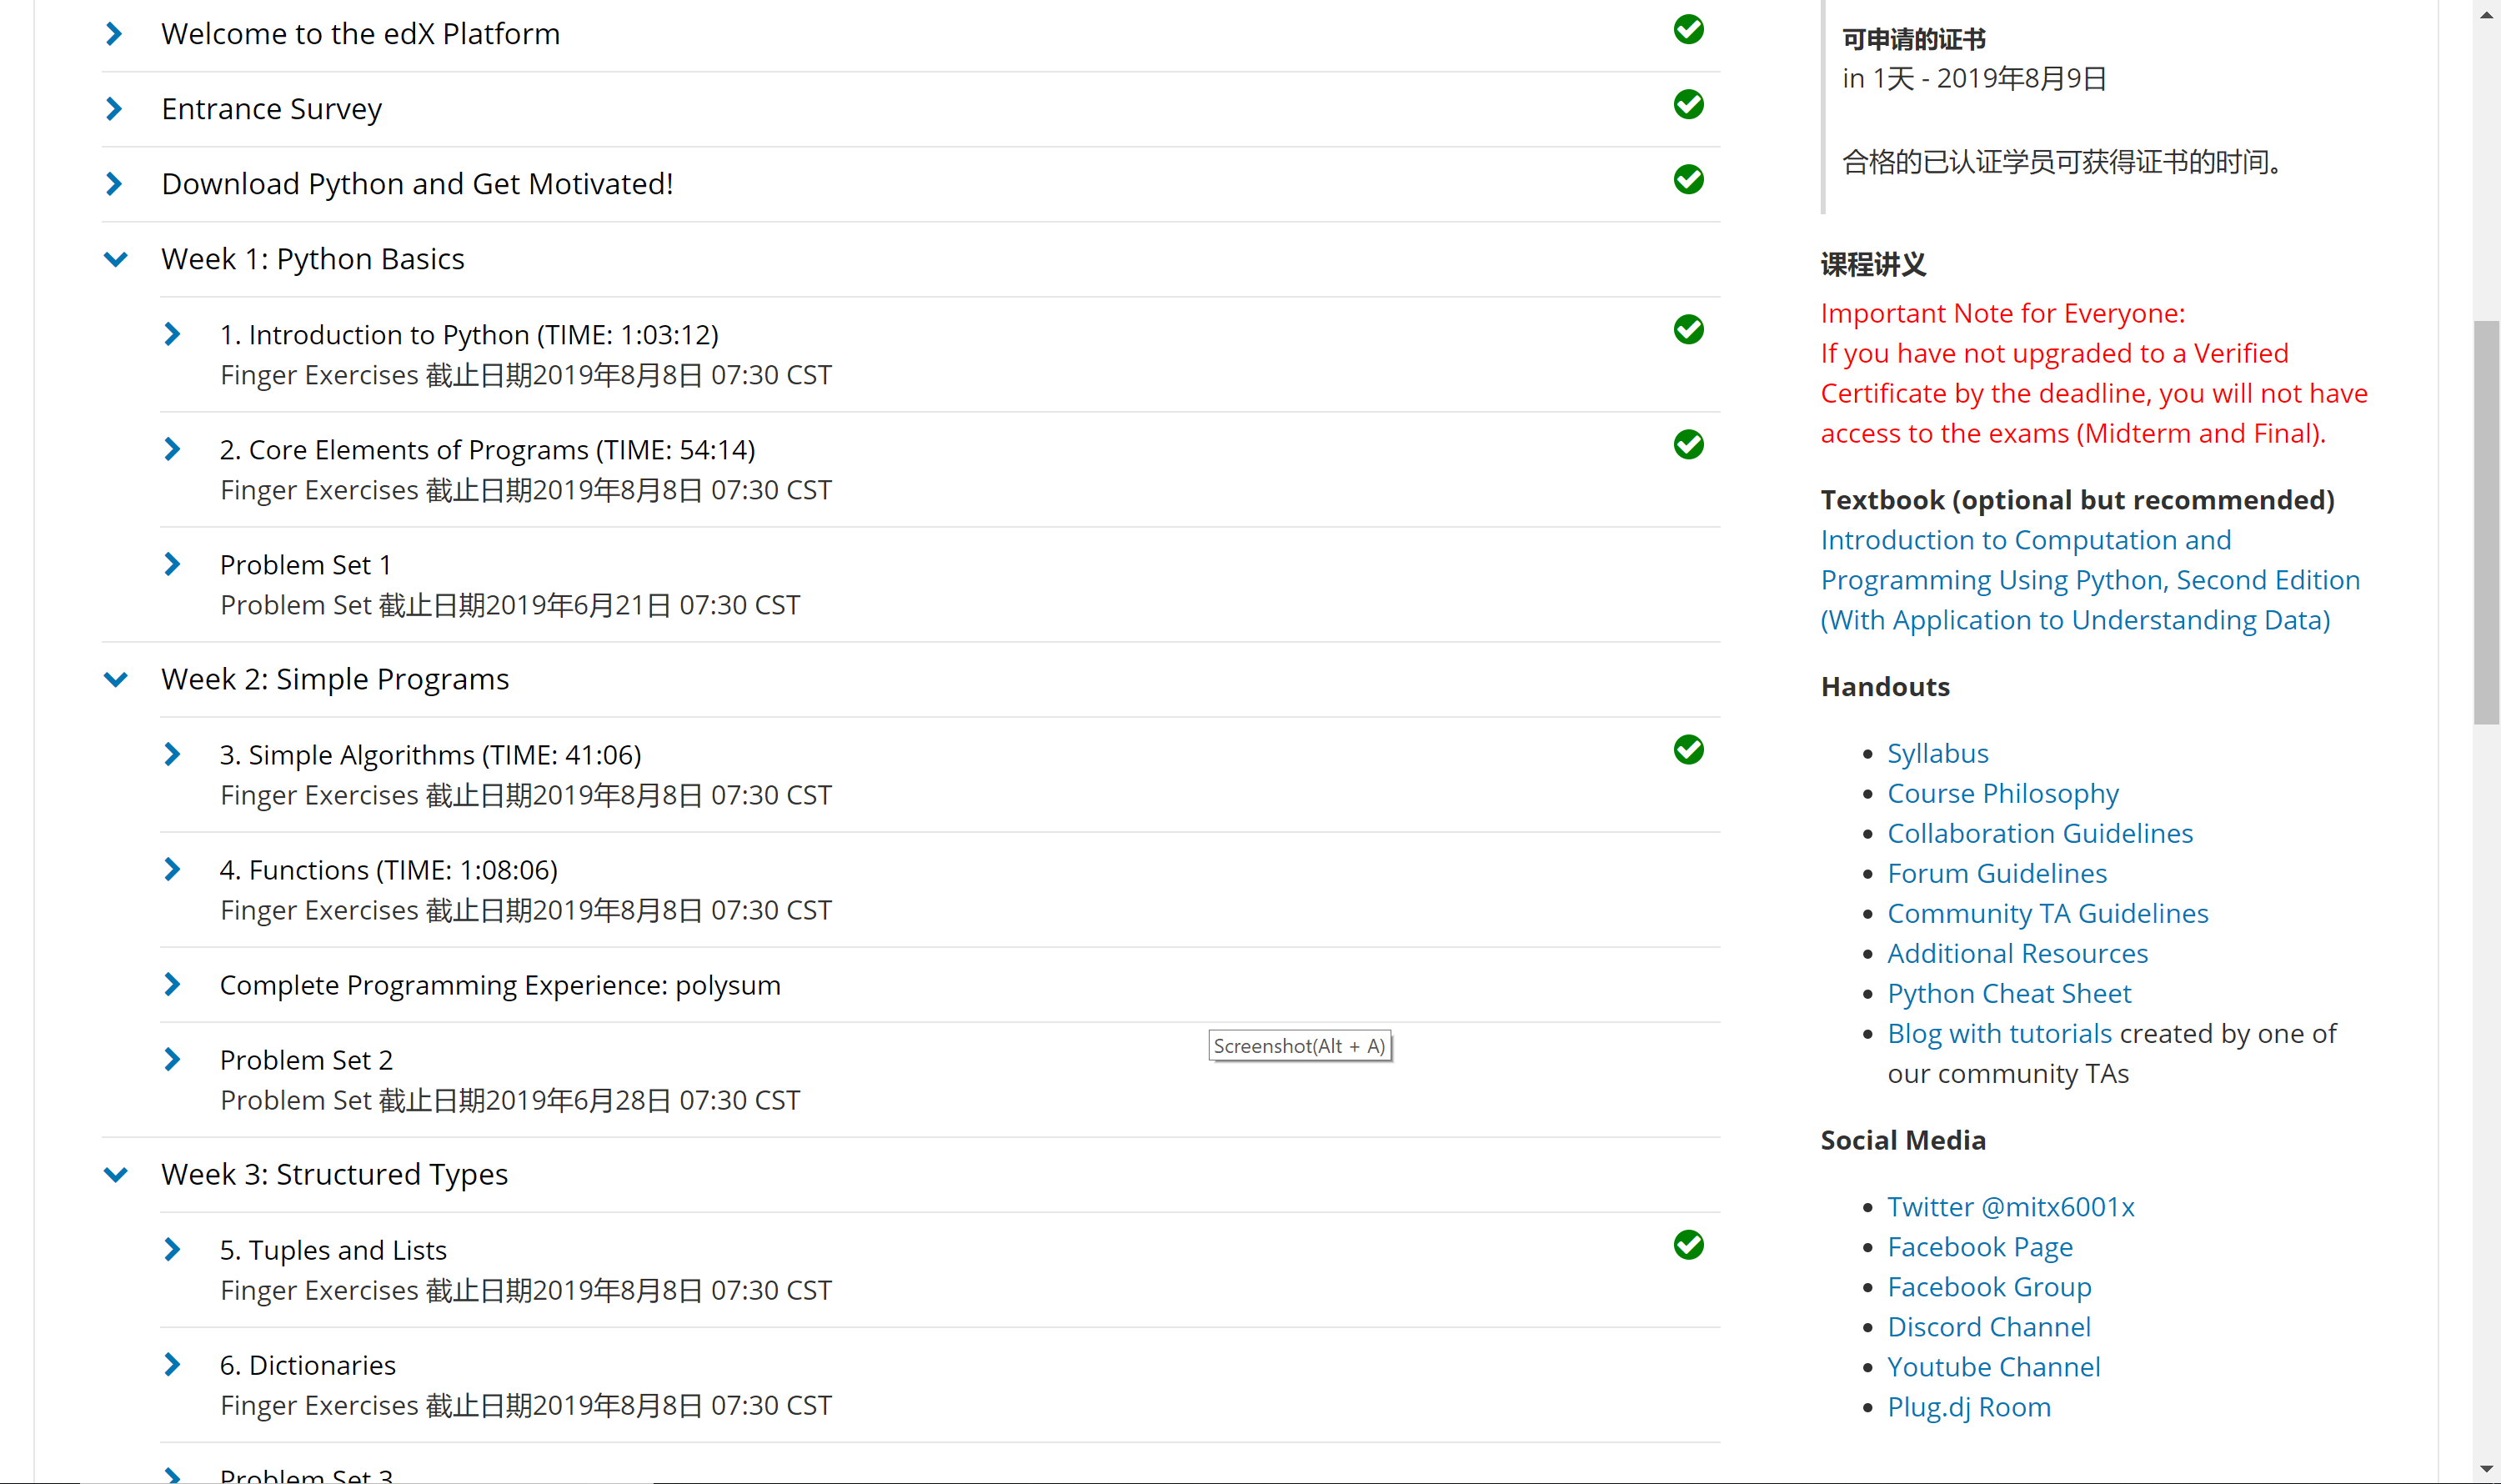 Welcome to the edX Platform
Entrance Survey
Download Python and Get Motivated!
Week 1: Python Basics
1. Introduction to Python (TIME: 1:03:12)
Finger Exercises 截止日期2019年8月8日 07:30 CST
2. Core Elements of Programs (TIME: 54:14)
Finger Exercises 截止日期2019年8月8日 07:30 CST
Problem Set 1
Problem Set 截止日期2019年6月21日 07:30 CST
Week 2: Simple Programs
3. Simple Algorithms (TIME: 41:06)
Finger Exercises 截止日期2019年8月8日 07:30 CST
4. Functions (TIME: 1:08:06)
Finger Exercises 截止日期2019年8月8日 07:30 CST
Complete Programming Experience: polysum
Screenshot(Alt + A)
Problem Set 2
Problem Set 截止日期2019年6月28日 07:30 CST
Week 3: Structured Types
5. Tuples and Lists
Finger Exercises 截止日期2019年8月8日 07:30 CST
6. Dictionaries
Finger Exercises 截止日期2019年8月8日 07:30 CST
Problem Set 3
可申请的证书
in 1天 - 2019年8月9日
合格的已认证学员可获得证书的时间。
课程讲义
Important Note for Everyone:
If you have not upgraded to a Verified
Certificate by the deadline, you will not have
access to the exams (Midterm and Final).
Textbook (optional but recommended)
Introduction to Computation and
Programming Using Python, Second Edition
(With Application to Understanding Data)
Handouts
Syllabus
Course Philosophy
Collaboration Guidelines
Forum Guidelines
Community TA Guidelines
Additional Resources
Python Cheat Sheet
Blog with tutorials created by one of
our community TAs
Social Media
Twitter @mitx6001x
Facebook Page
Facebook Group
Discord Channel
Youtube Channel
Plug.dj Room